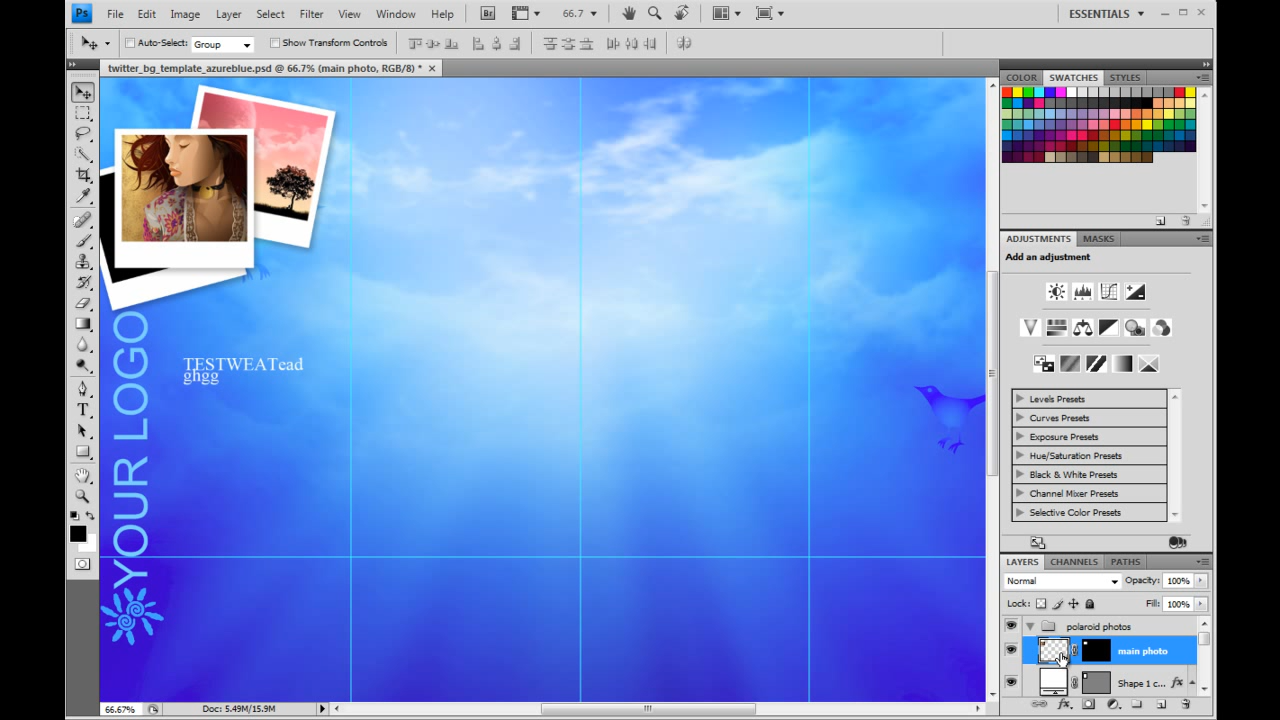 Ps File Edit Image Layer Select Filter View Window Help Br 66.7 ESSENTIALS
Auto-Select: Group Show Transform Controls
twitter_bg_template_azureblue.psd @ 66.7% (main photo, RGB/8) *
COLOR SWATCHES STYLES
ADJUSTMENTS MASKS
Add an adjustment
YOUR LOGO
TESTWEATead
ghgg
Levels Presets
Curves Presets
Exposure Presets
Hue/Saturation Presets
Black & White Presets
Channel Mixer Presets
Selective Color Presets
LAYERS CHANNELS PATHS
Normal Opacity: 100%
Lock: Fill: 100%
polaroid photos
main photo
Shape 1 c... fx
66.67% Doc: 5.49M/15.9M